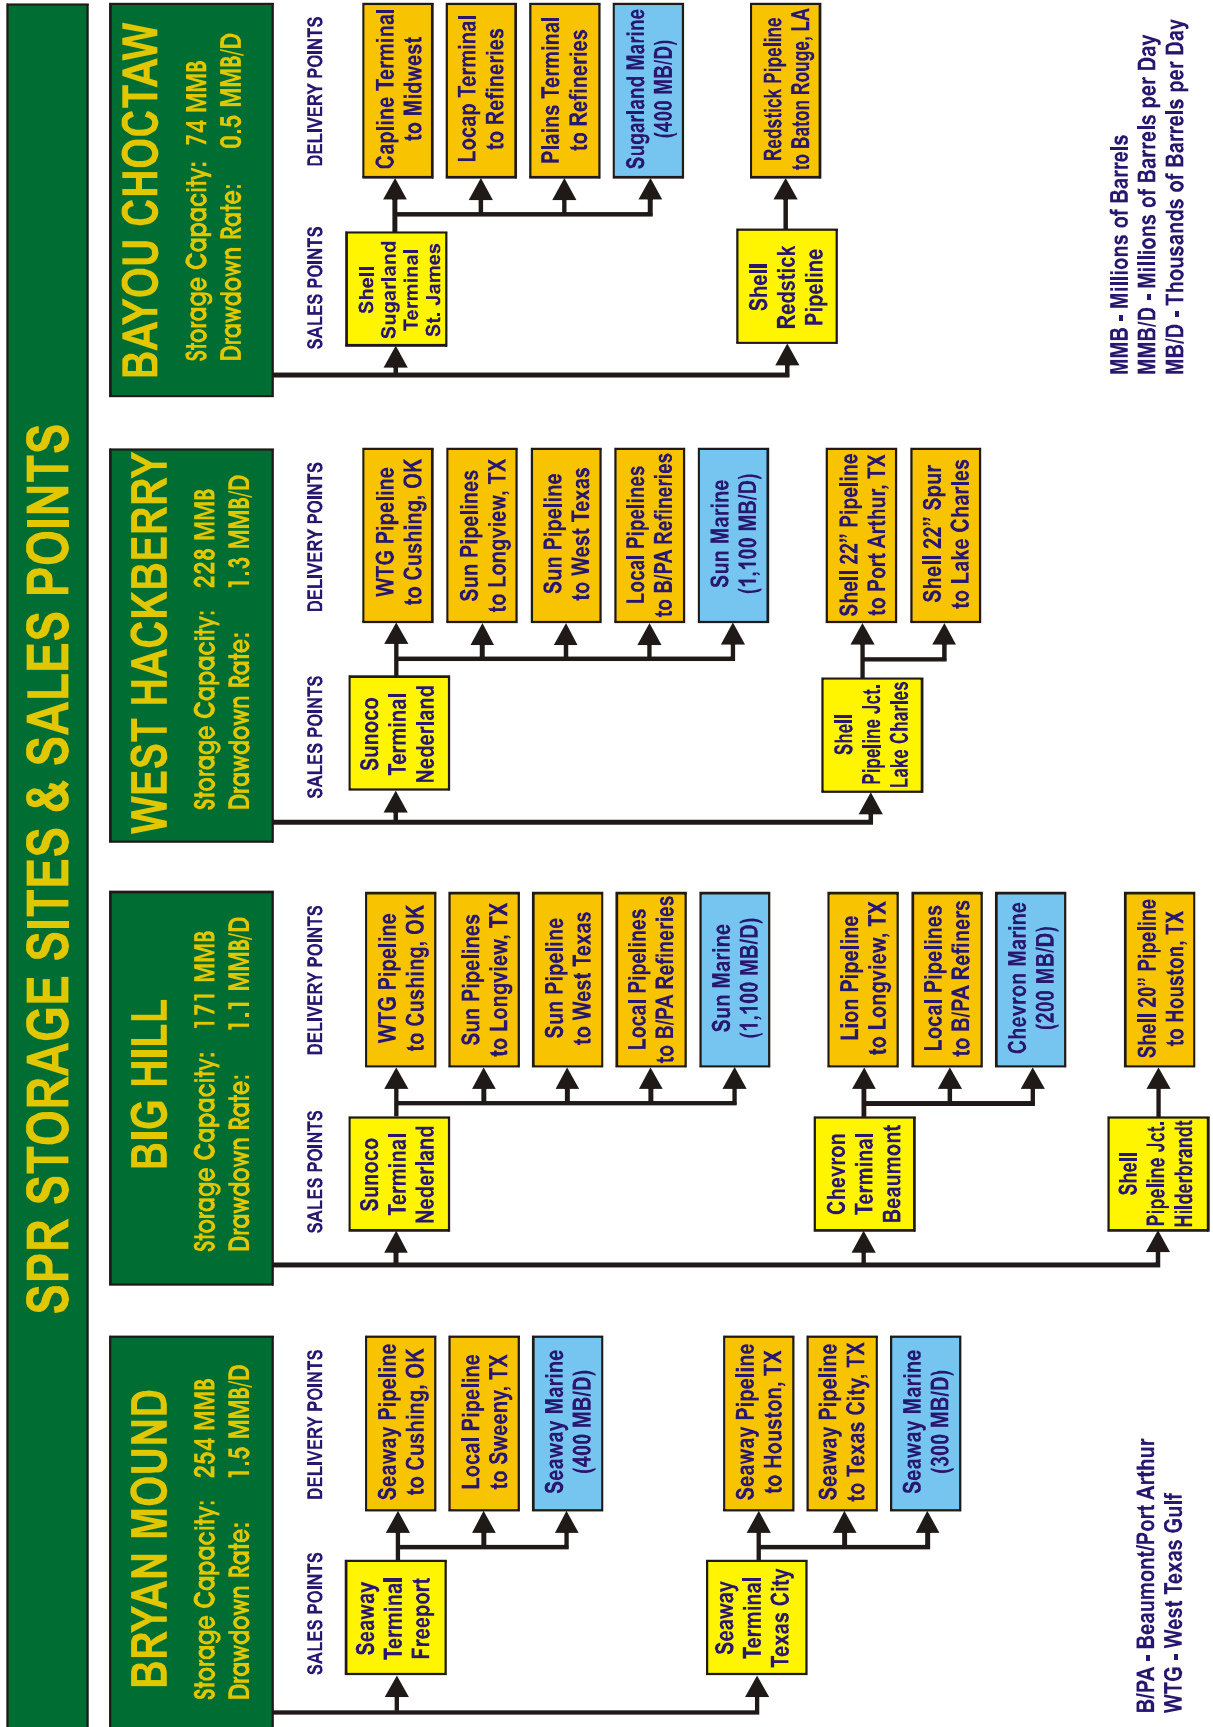 SPR STORAGE SITES & SALES POINTS
BRYAN MOUND
Storage Capacity: 254 MMB
Drawdown Rate: 1.5 MMB/D
SALES POINTS
DELIVERY POINTS
Seaway
Terminal
Freeport
Seaway Pipeline
to Cushing, OK
Local Pipeline
to Sweeny, TX
Seaway Marine
(400 MB/D)
Seaway
Terminal
Texas City
Seaway Pipeline
to Houston, TX
Seaway Pipeline
to Texas City, TX
Seaway Marine
(300 MB/D)
BIG HILL
Storage Capacity: 171 MMB
Drawdown Rate: 1.1 MMB/D
SALES POINTS
DELIVERY POINTS
Sunoco
Terminal
Nederland
WTG Pipeline
to Cushing, OK
Sun Pipelines
to Longview, TX
Sun Pipeline
to West Texas
Local Pipelines
to B/PA Refineries
Sun Marine
(1,100 MB/D)
Chevron
Terminal
Beaumont
Lion Pipeline
to Longview, TX
Local Pipelines
to B/PA Refiners
Chevron Marine
(200 MB/D)
Shell
Pipeline Jct.
Hilderbrandt
Shell 20” Pipeline
to Houston, TX
WEST HACKBERRY
Storage Capacity: 228 MMB
Drawdown Rate: 1.3 MMB/D
SALES POINTS
DELIVERY POINTS
Sunoco
Terminal
Nederland
WTG Pipeline
to Cushing, OK
Sun Pipelines
to Longview, TX
Sun Pipeline
to West Texas
Local Pipelines
to B/PA Refineries
Sun Marine
(1,100 MB/D)
Shell
Pipeline Jct.
Lake Charles
Shell 22” Pipeline
to Port Arthur, TX
Shell 22” Spur
to Lake Charles
BAYOU CHOCTAW
Storage Capacity: 74 MMB
Drawdown Rate: 0.5 MMB/D
SALES POINTS
DELIVERY POINTS
Shell
Sugarland
Terminal
St. James
Capline Terminal
to Midwest
Locap Terminal
to Refineries
Plains Terminal
to Refineries
Sugarland Marine
(400 MB/D)
Shell
Redstick
Pipeline
Redstick Pipeline
to Baton Rouge, LA
B/PA - Beaumont/Port Arthur
WTG - West Texas Gulf
MMB - Millions of Barrels
MMB/D - Millions of Barrels per Day
MB/D - Thousands of Barrels per Day